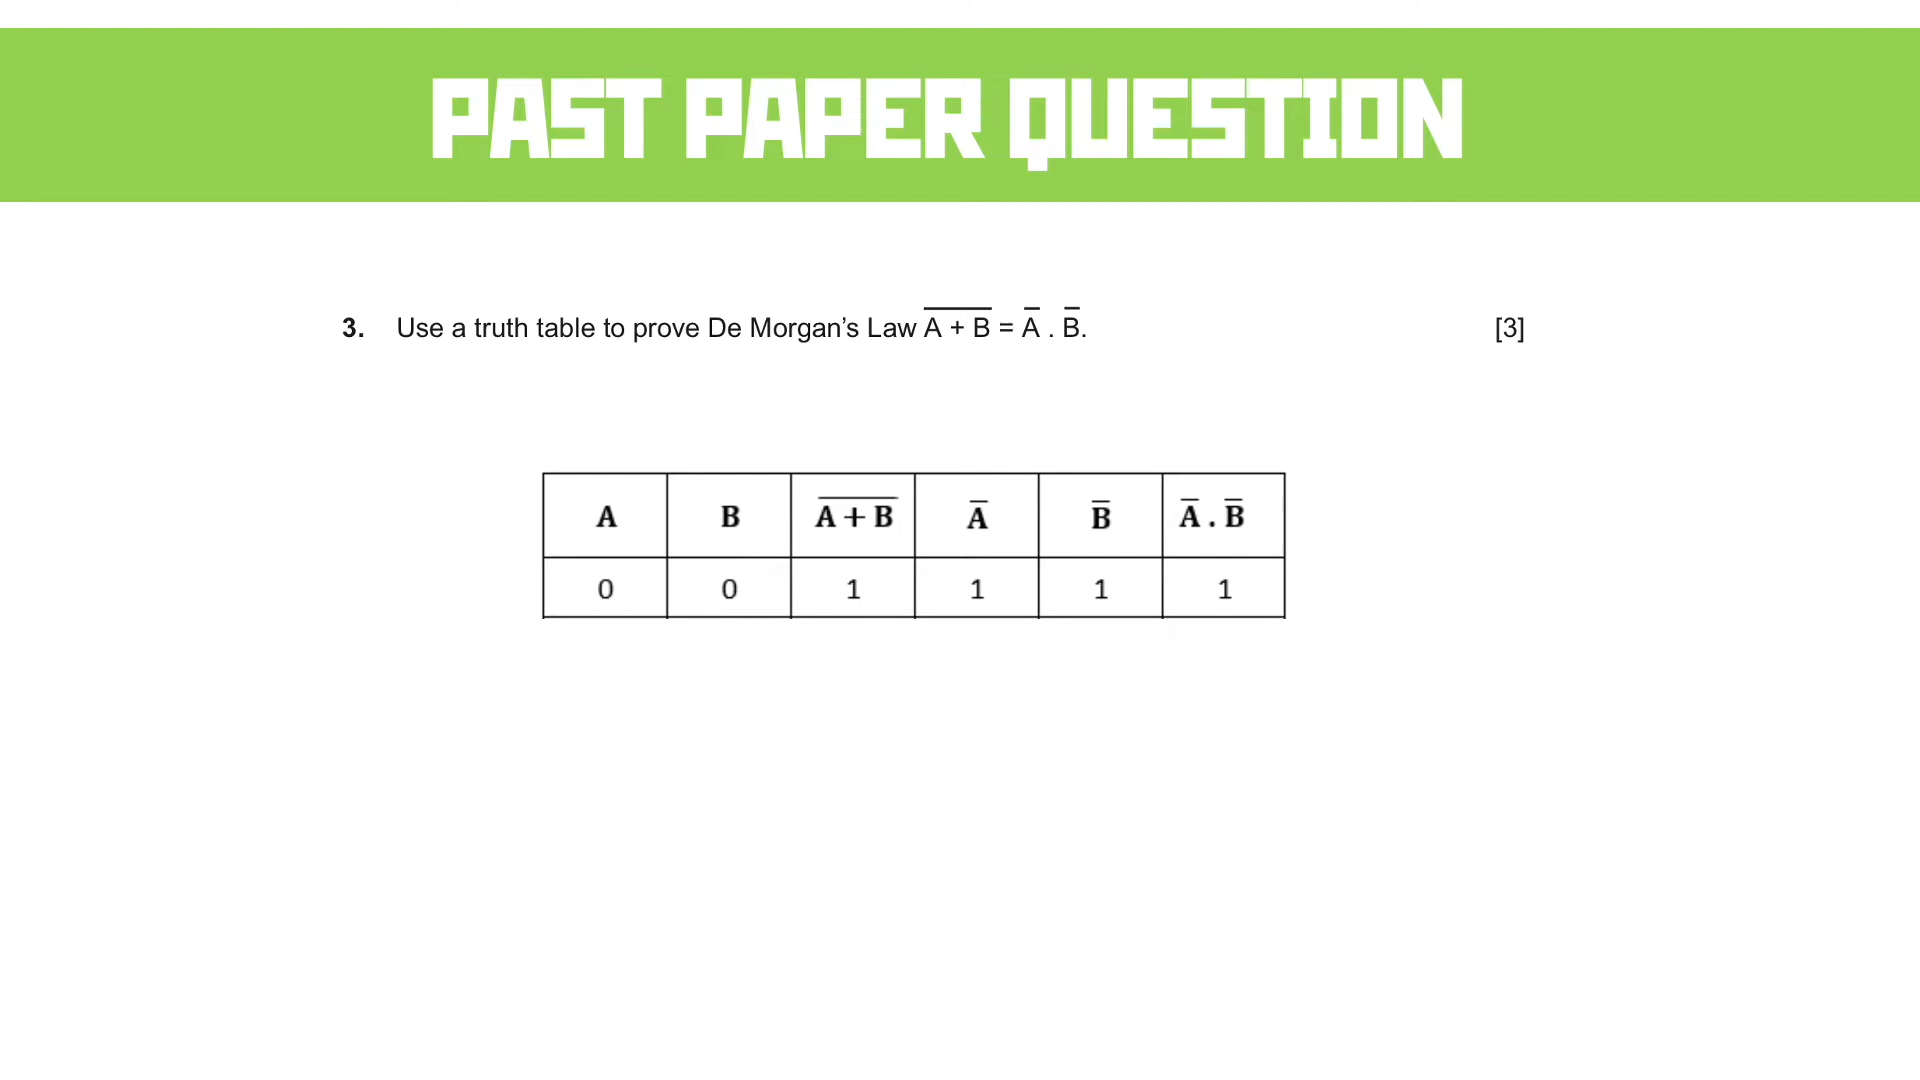 PAST PAPER QUESTION
3. Use a truth table to prove De Morgan’s Law A̅ ̅+̅ ̅B̅ = A̅ . B̅. [3]
A B A̅ ̅+̅ ̅B̅ A̅ B̅ A̅ . B̅
0 0 1 1 1 1